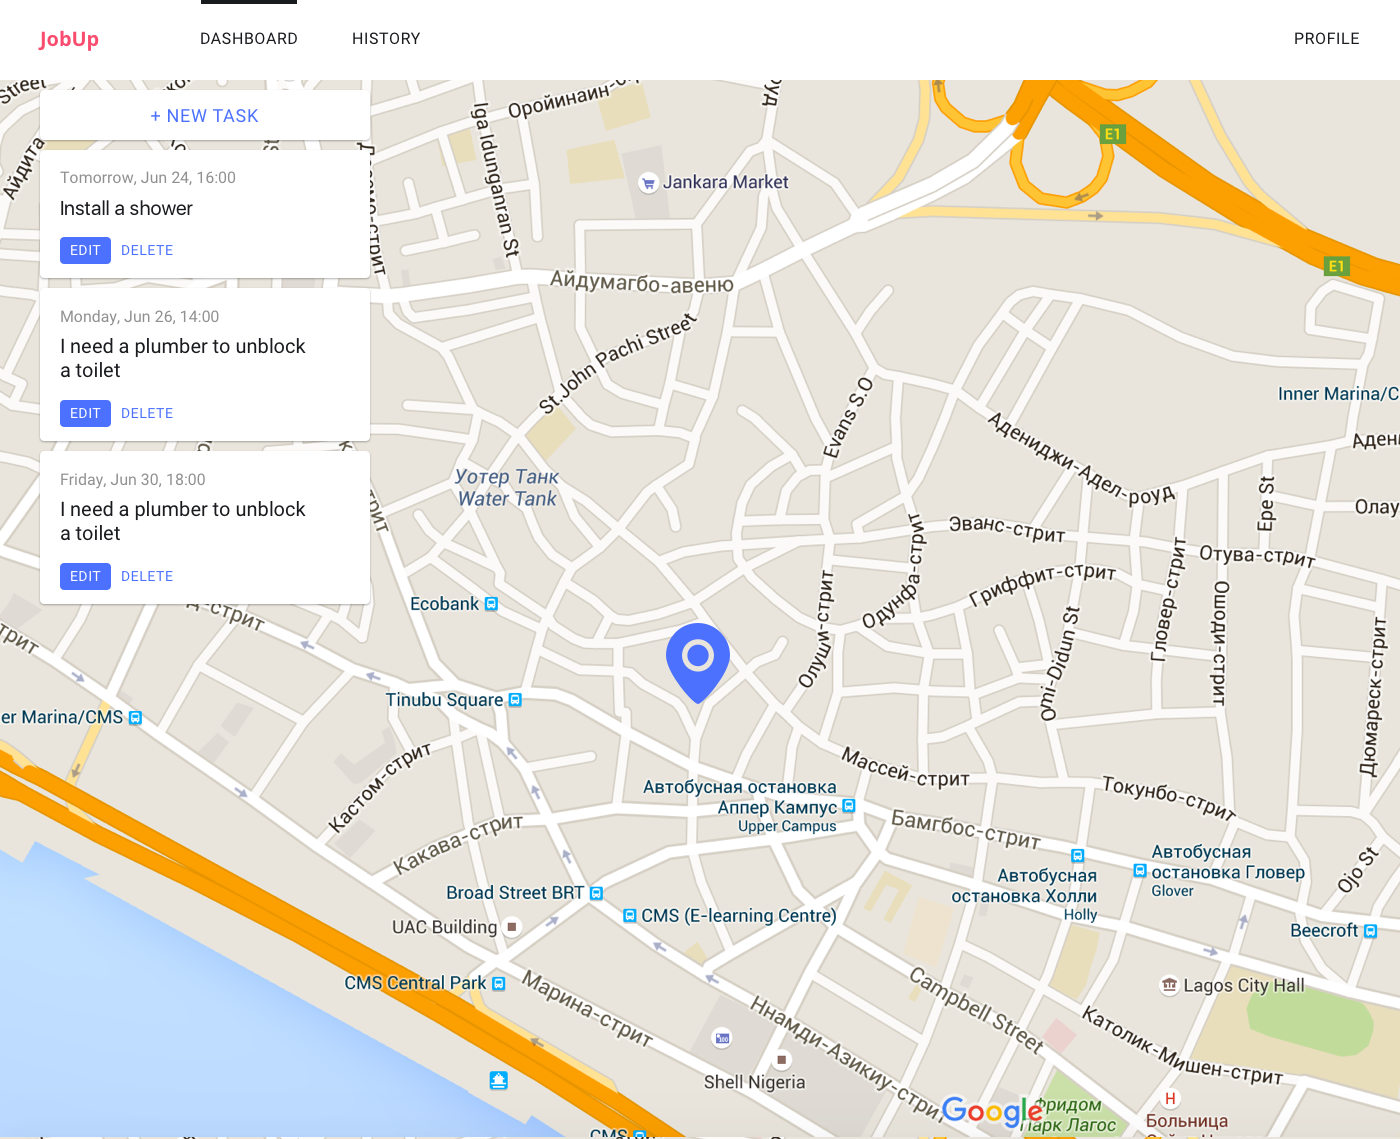 JobUp
DASHBOARD
HISTORY
PROFILE
+ NEW TASK
Tomorrow, Jun 24, 16:00
Install a shower
EDIT DELETE
Monday, Jun 26, 14:00
I need a plumber to unblock
a toilet
EDIT DELETE
Friday, Jun 30, 18:00
I need a plumber to unblock
a toilet
EDIT DELETE
Street
Айдита
Iga Idunganran St
Оройинаин-с
E1
Jankara Market
E1
Айдумагбо-авеню
St.John Pachi Street
Evans S.O
Inner Marina/C
Адениджи-Адел-роуд
Уотер Танк
Water Tank
Ере St
Олау
Эванс-стрит
Отува-стрит
Одунфа-стрит
Гриффит-стрит
Гловер-стрит
Ошоди-стрит
Олуши-стрит
Omi-Didun St
Дюмареск-стрит
Ecobank
Tinubu Square
er Marina/CMS
Кастом-стрит
Массей-стрит
Токунбо-стрит
Автобусная остановка
Аппер Кампус
Upper Campus
Бамгбос-стрит
Какава-стрит
Автобусная
остановка Холли
Holly
Автобусная
остановка Гловер
Glover
Ojo St
Broad Street BRT
CMS (E-learning Centre)
UAC Building
Beecroft
CMS Central Park
Марина-стрит
Campbell Street
Lagos City Hall
Ннамди-Азикиу-стрит
Католик-Мишен-стрит
Shell Nigeria
Google
Фридом
Парк Лагос
H
Больница
CMS